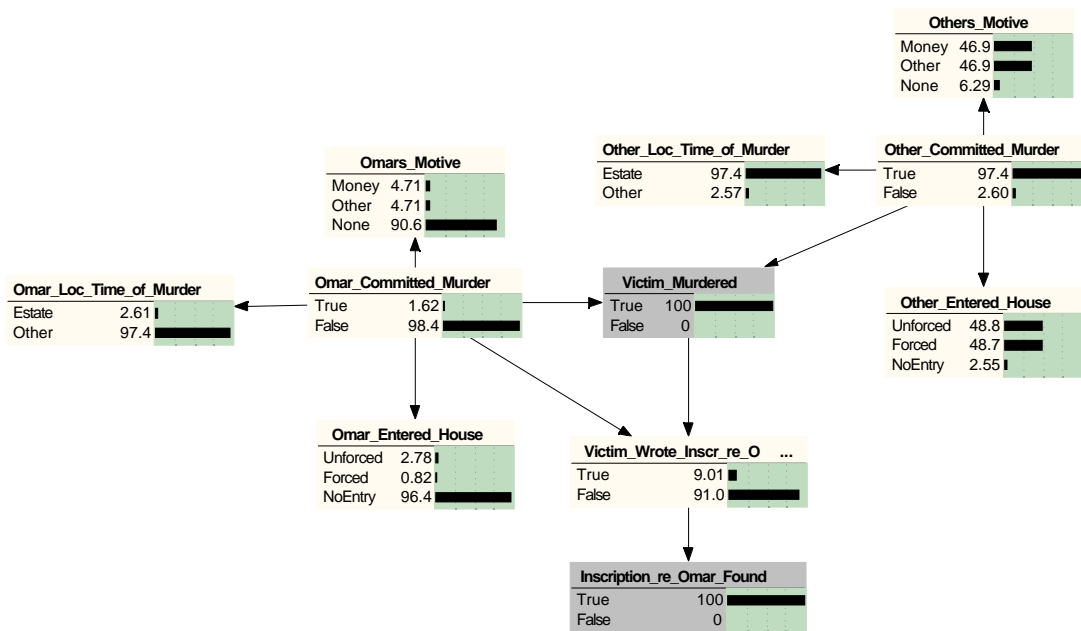 Others_Motive
Money 46.9
Other 46.9
None 6.29
Other_Loc_Time_of_Murder
Estate 97.4
Other 2.57
Other_Committed_Murder
True 97.4
False 2.60
Omars_Motive
Money 4.71
Other 4.71
None 90.6
Omar_Loc_Time_of_Murder
Estate 2.61
Other 97.4
Omar_Committed_Murder
True 1.62
False 98.4
Victim_Murdered
True 100
False 0
Other_Entered_House
Unforced 48.8
Forced 48.7
NoEntry 2.55
Omar_Entered_House
Unforced 2.78
Forced 0.82
NoEntry 96.4
Victim_Wrote_Inscr_re_O ...
True 9.01
False 91.0
Inscription_re_Omar_Found
True 100
False 0